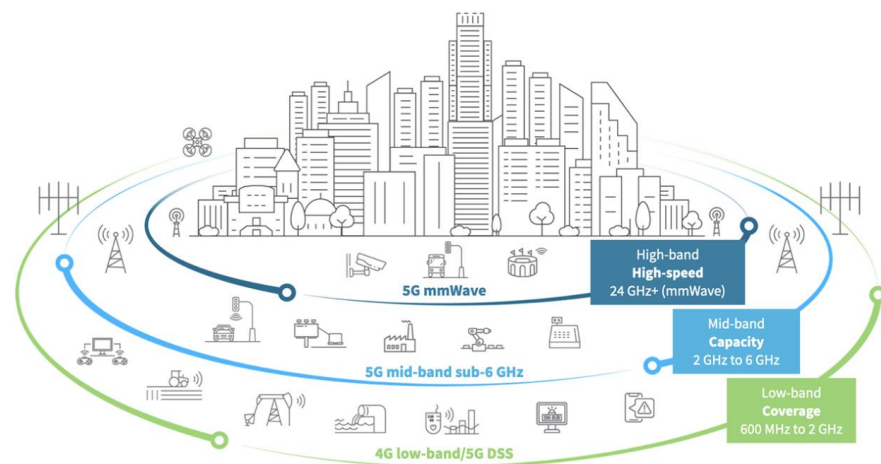 High-band
High-speed
24 GHz+ (mmWave)
5G mmWave
Mid-band
Capacity
2 GHz to 6 GHz
5G mid-band sub-6 GHz
Low-band
Coverage
600 MHz to 2 GHz
4G low-band/5G DSS